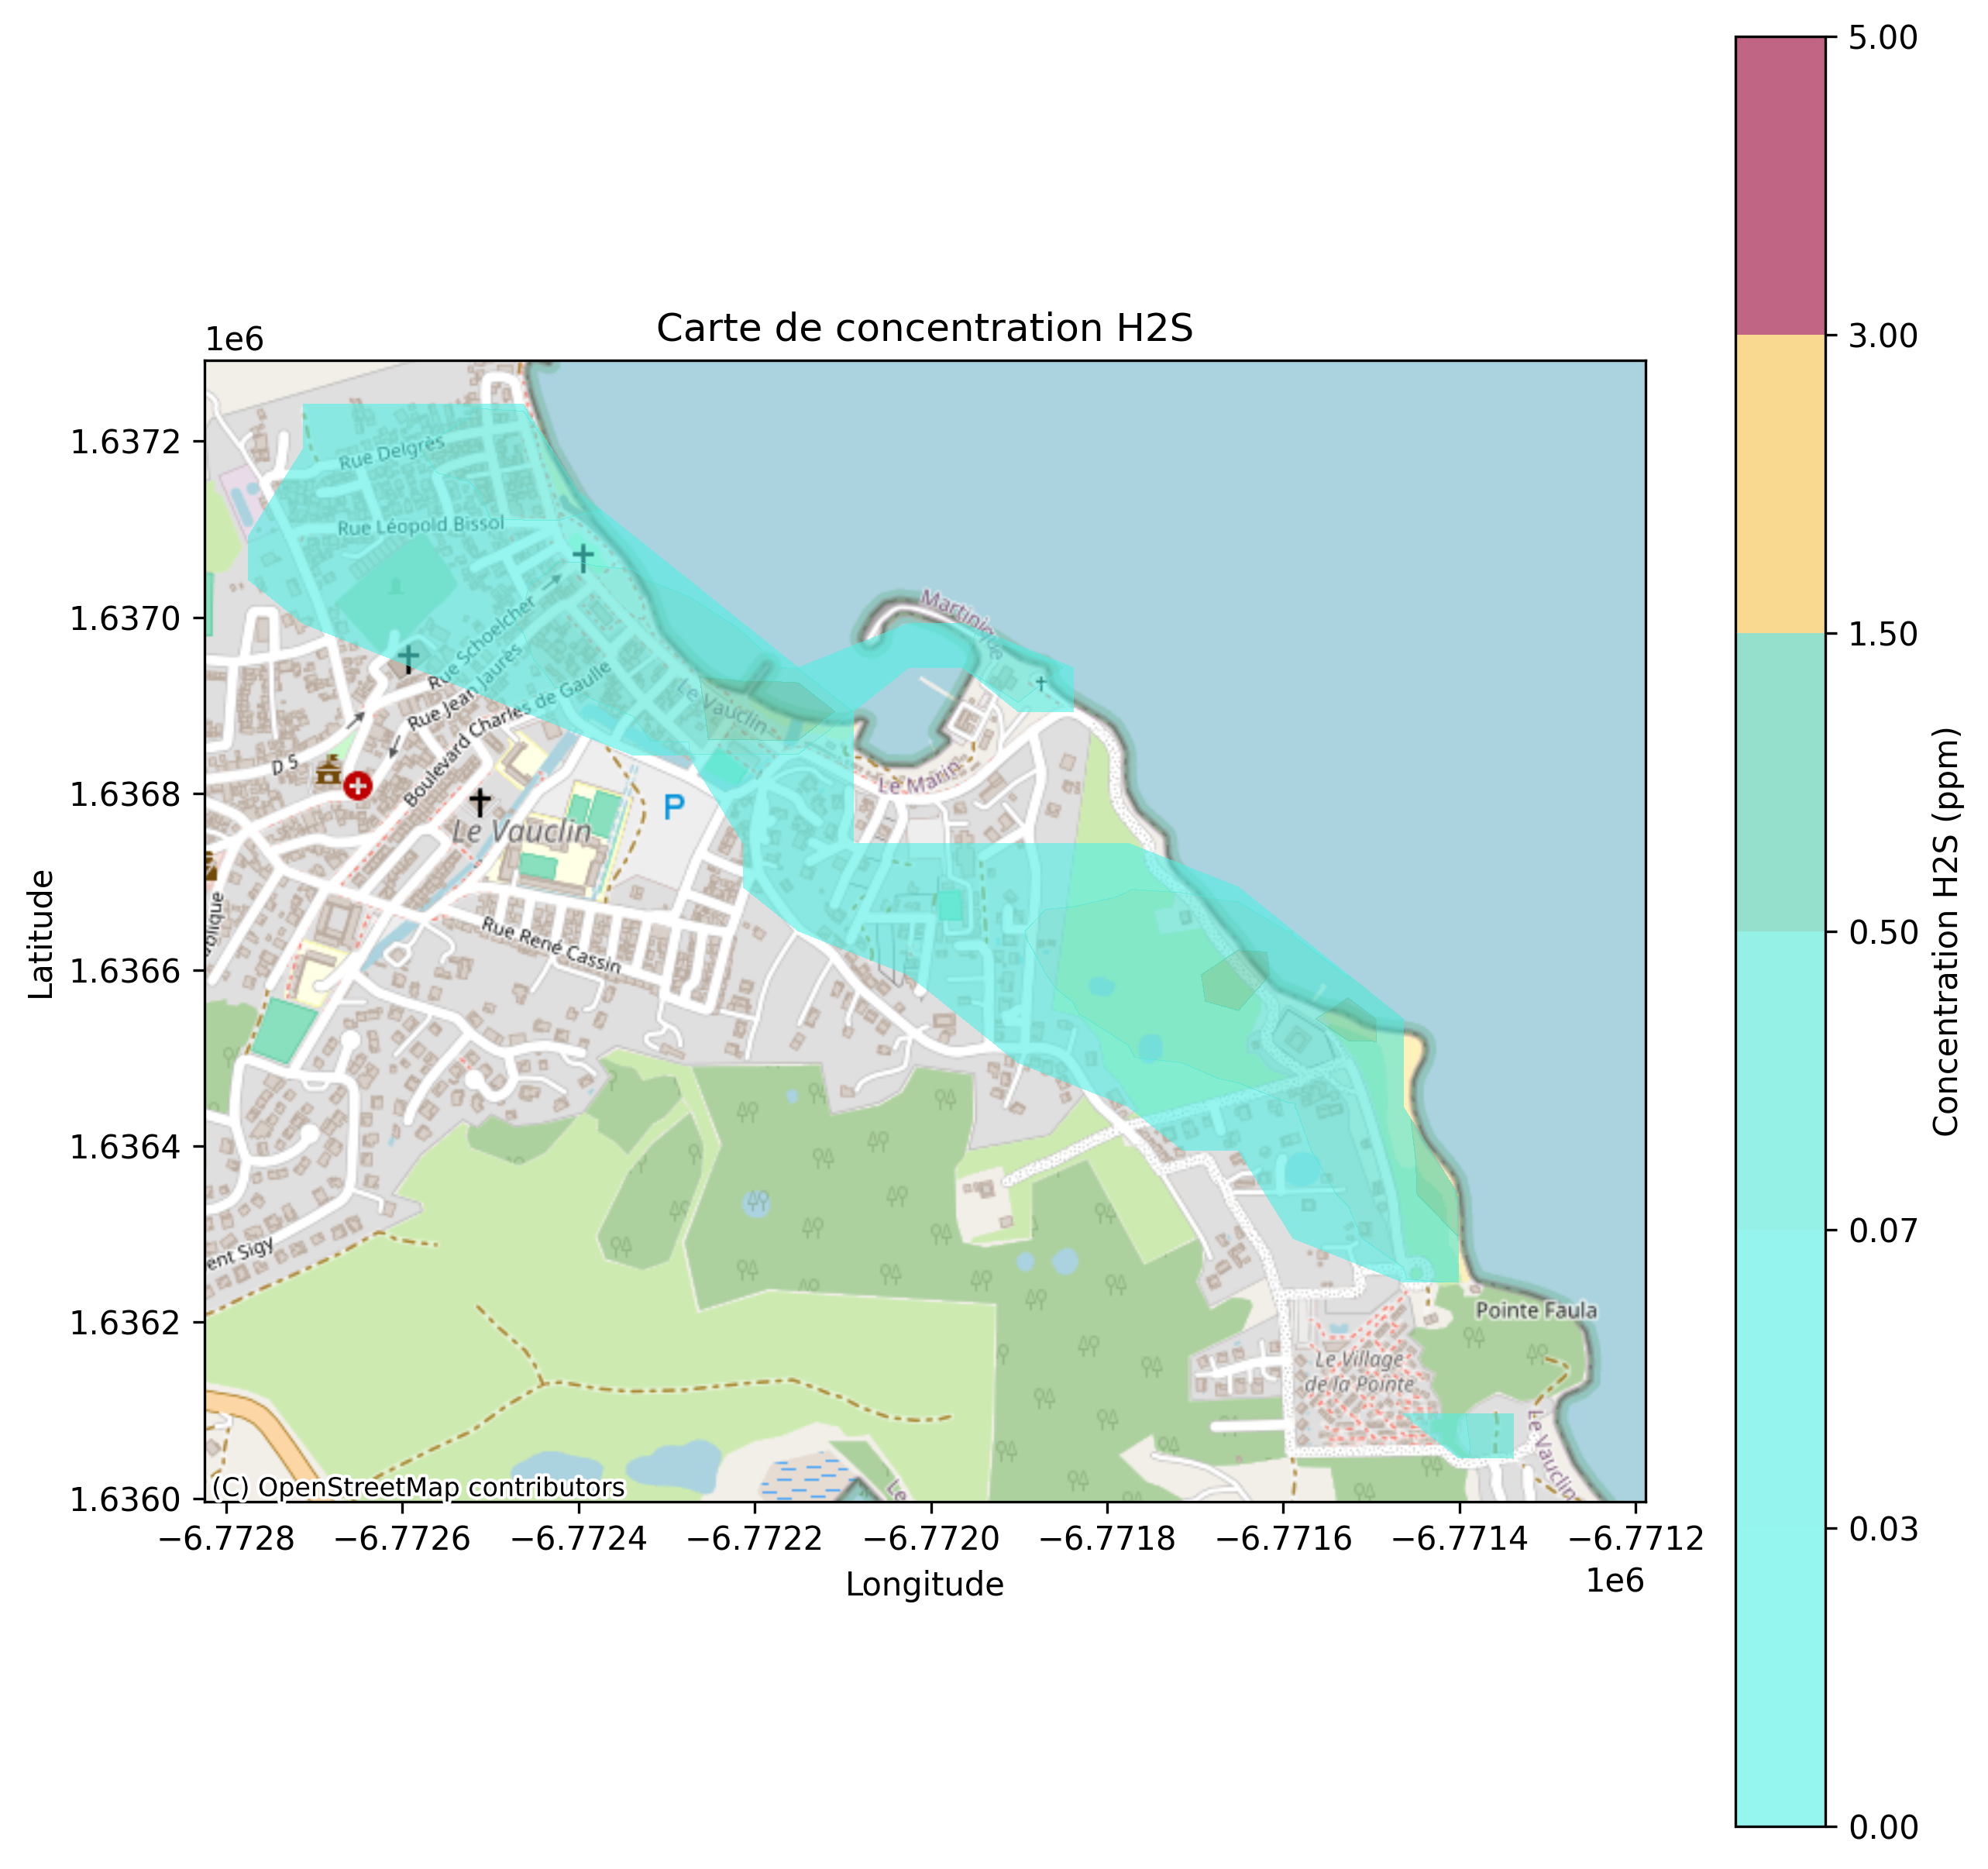 Carte de concentration H2S
1e6
5.00
3.00
1.50
0.50
0.07
0.03
0.00
Concentration H2S (ppm)
1.6372
1.6370
1.6368
1.6366
1.6364
1.6362
1.6360
Latitude
Rue Delgrès
Rue Léopold Bissol
Rue Schoelcher
Rue Jean Jaurès
Boulevard Charles de Gaulle
D 5
Le Vauclin
Martinique
Le Marin
P
Le Vauclin
Rue René Cassin
ent Sigy
Pointe Faula
Le Village
de la Pointe
Le Vauclin
Le
(C) OpenStreetMap contributors
−6.7728
−6.7726
−6.7724
−6.7722
−6.7720
−6.7718
−6.7716
−6.7714
−6.7712
1e6
Longitude